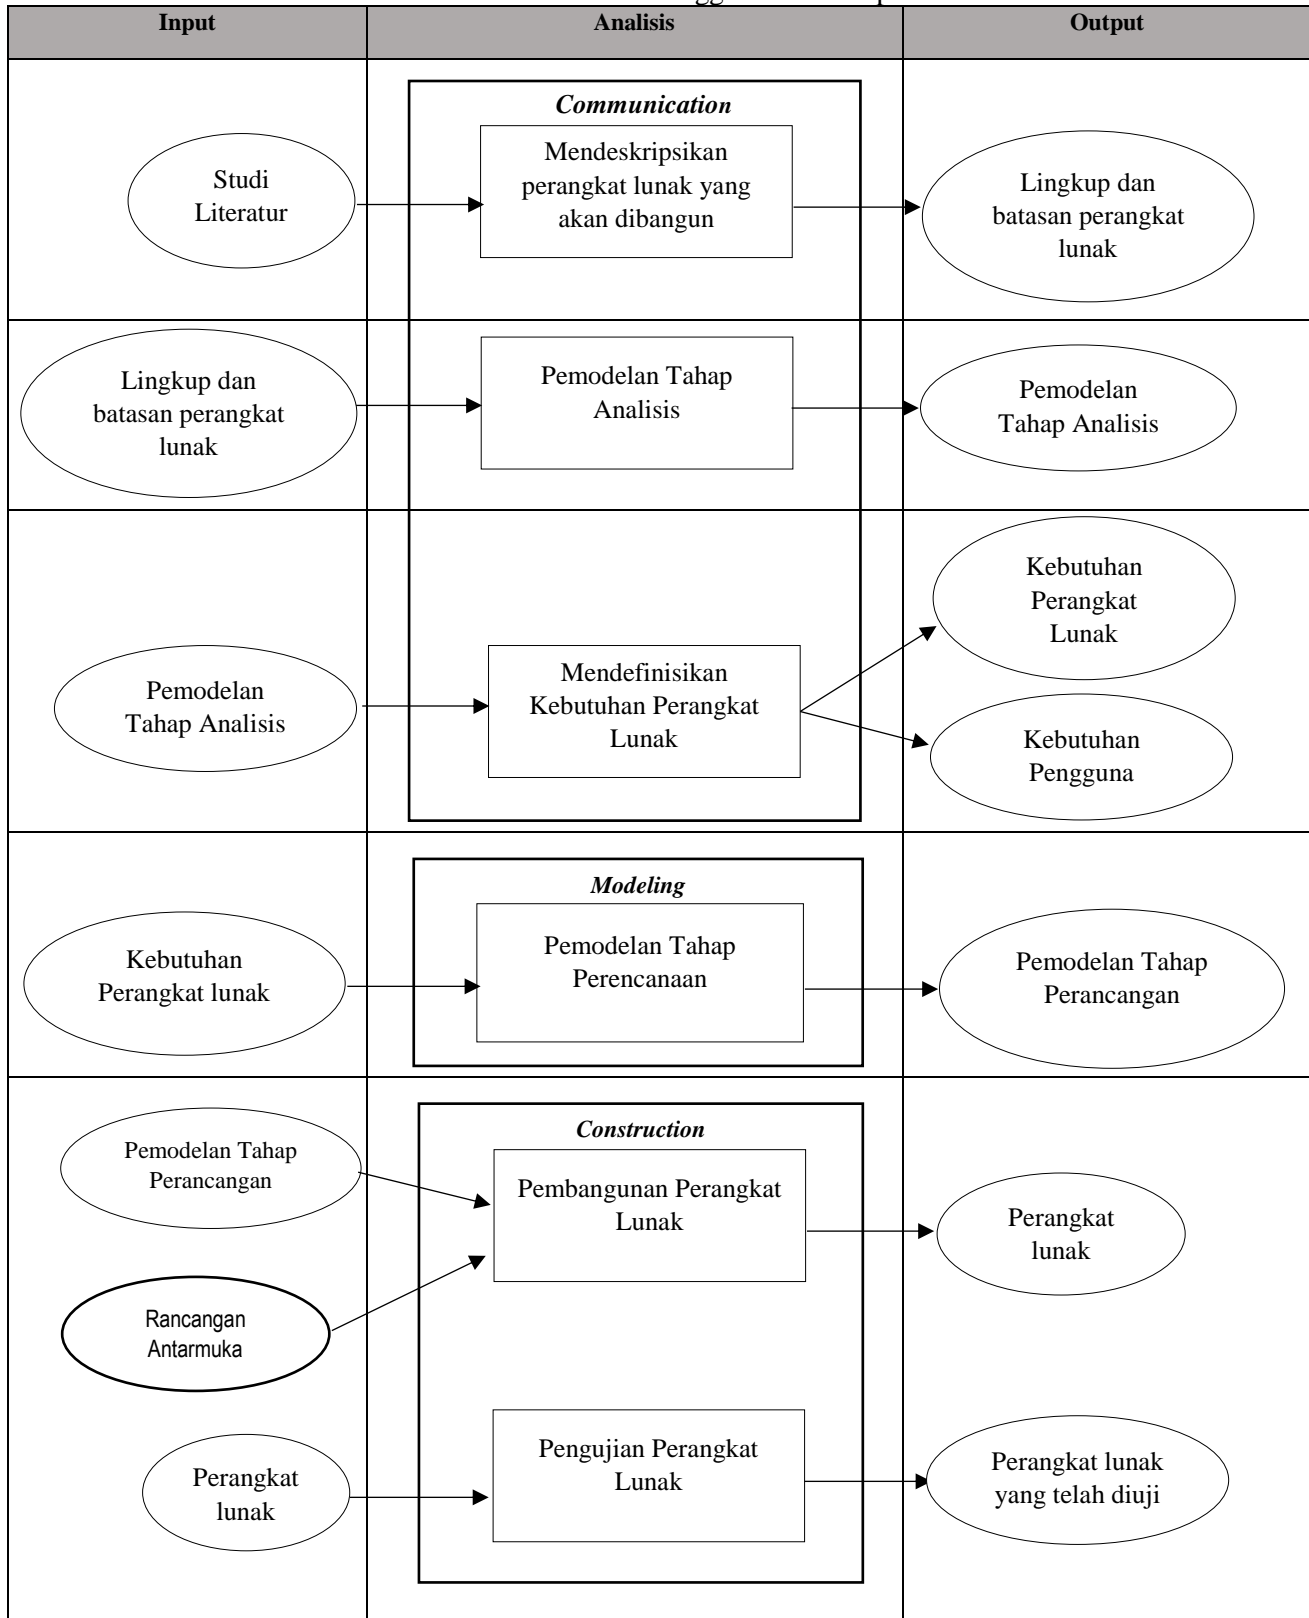 Input
Analisis
Output
Communication
Studi
Literatur
Mendeskripsikan
perangkat lunak yang
akan dibangun
Lingkup dan
batasan perangkat
lunak
Lingkup dan
batasan perangkat
lunak
Pemodelan Tahap
Analisis
Pemodelan
Tahap Analisis
Pemodelan
Tahap Analisis
Mendefinisikan
Kebutuhan Perangkat
Lunak
Kebutuhan
Perangkat
Lunak
Kebutuhan
Pengguna
Modeling
Kebutuhan
Perangkat lunak
Pemodelan Tahap
Perencanaan
Pemodelan Tahap
Perancangan
Construction
Pemodelan Tahap
Perancangan
Rancangan
Antarmuka
Pembangunan Perangkat
Lunak
Perangkat
lunak
Perangkat
lunak
Pengujian Perangkat
Lunak
Perangkat lunak
yang telah diuji